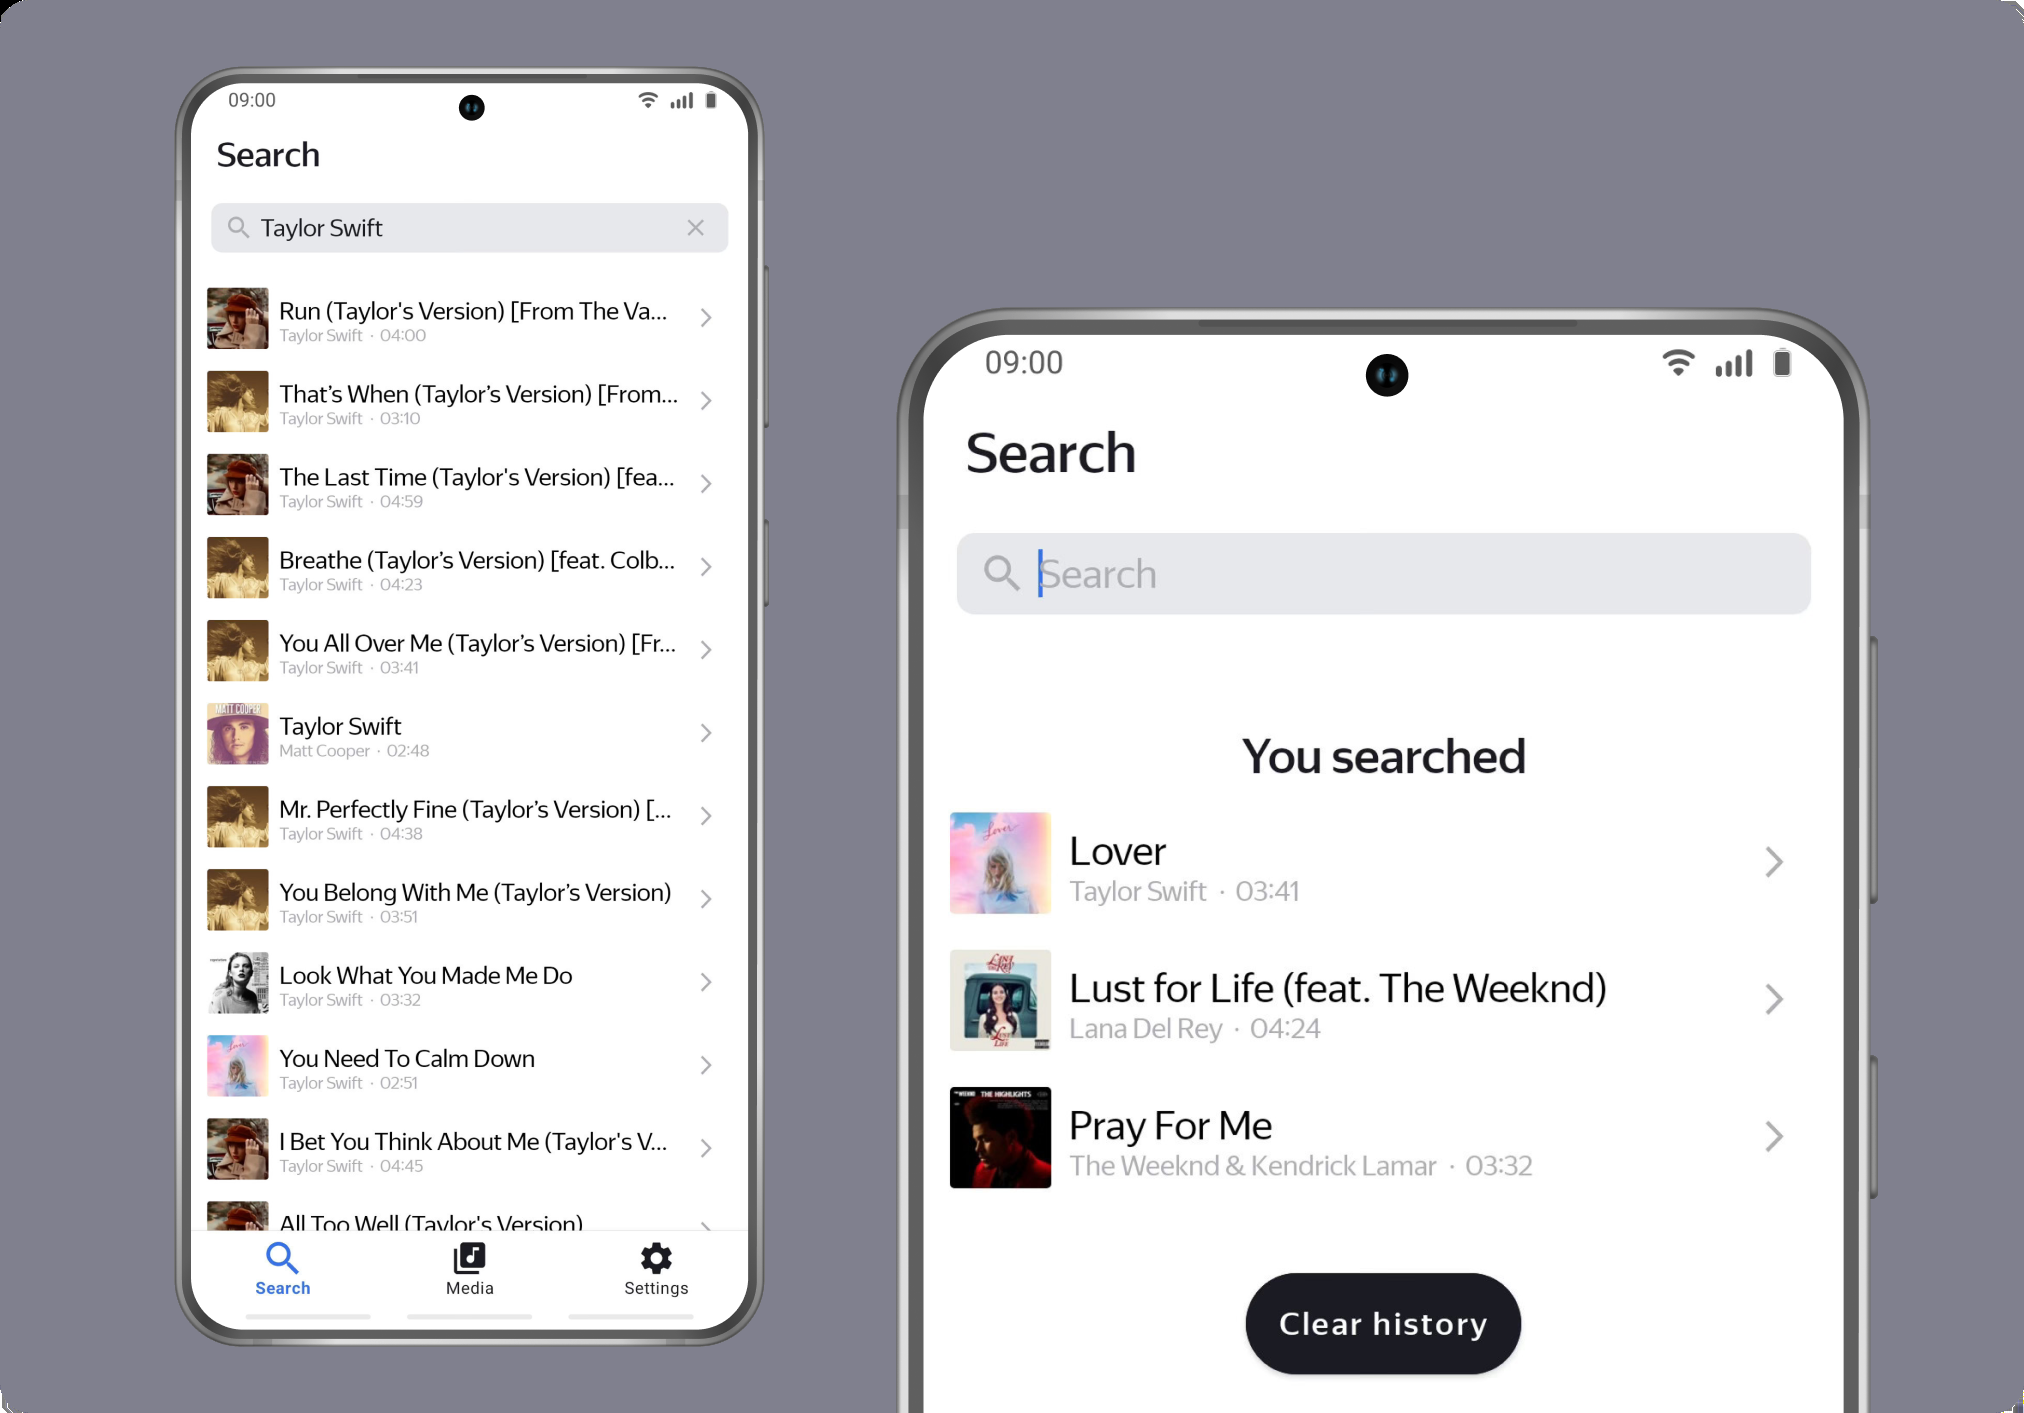 09:00
Search
Taylor Swift
Run (Taylor's Version) [From The Va...
Taylor Swift · 04:00
That's When (Taylor's Version) [From...
Taylor Swift · 03:10
The Last Time (Taylor's Version) [fea...
Taylor Swift · 04:59
Breathe (Taylor's Version) [feat. Colb...
Taylor Swift · 04:23
You All Over Me (Taylor's Version) [Fr...
Taylor Swift · 03:41
MATT COOPER
Taylor Swift
Matt Cooper · 02:48
Mr. Perfectly Fine (Taylor's Version) [...
Taylor Swift · 04:38
You Belong With Me (Taylor's Version)
Taylor Swift · 03:51
Look What You Made Me Do
Taylor Swift · 03:32
You Need To Calm Down
Taylor Swift · 02:51
I Bet You Think About Me (Taylor's V...
Taylor Swift · 04:45
All Too Well (Taylor's Version)
Search
Media
Settings
09:00
Search
Search
You searched
Lover
Lover
Taylor Swift · 03:41
Lust for Life (feat. The Weeknd)
Lana Del Rey · 04:24
THE HIGHLIGHTS
Pray For Me
The Weeknd & Kendrick Lamar · 03:32
Clear history